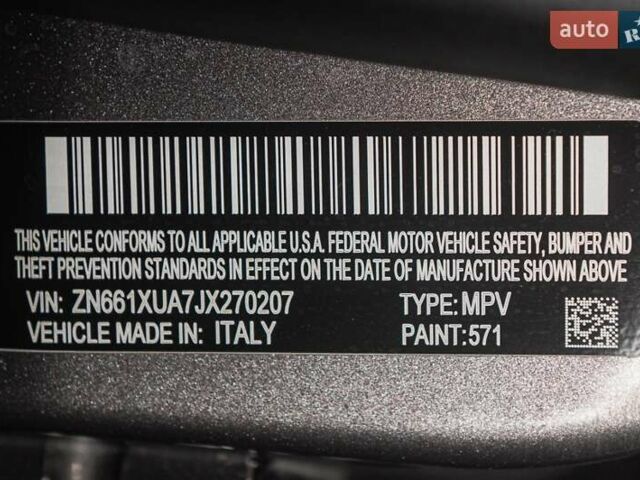 auto
R
THIS VEHICLE CONFORMS TO ALL APPLICABLE U.S.A. FEDERAL MOTOR VEHICLE SAFETY, BUMPER AND
THEFT PREVENTION STANDARDS IN EFFECT ON THE DATE OF MANUFACTURE SHOWN ABOVE
VIN: ZN661XUA7JX270207 TYPE: MPV
VEHICLE MADE IN: ITALY PAINT:571